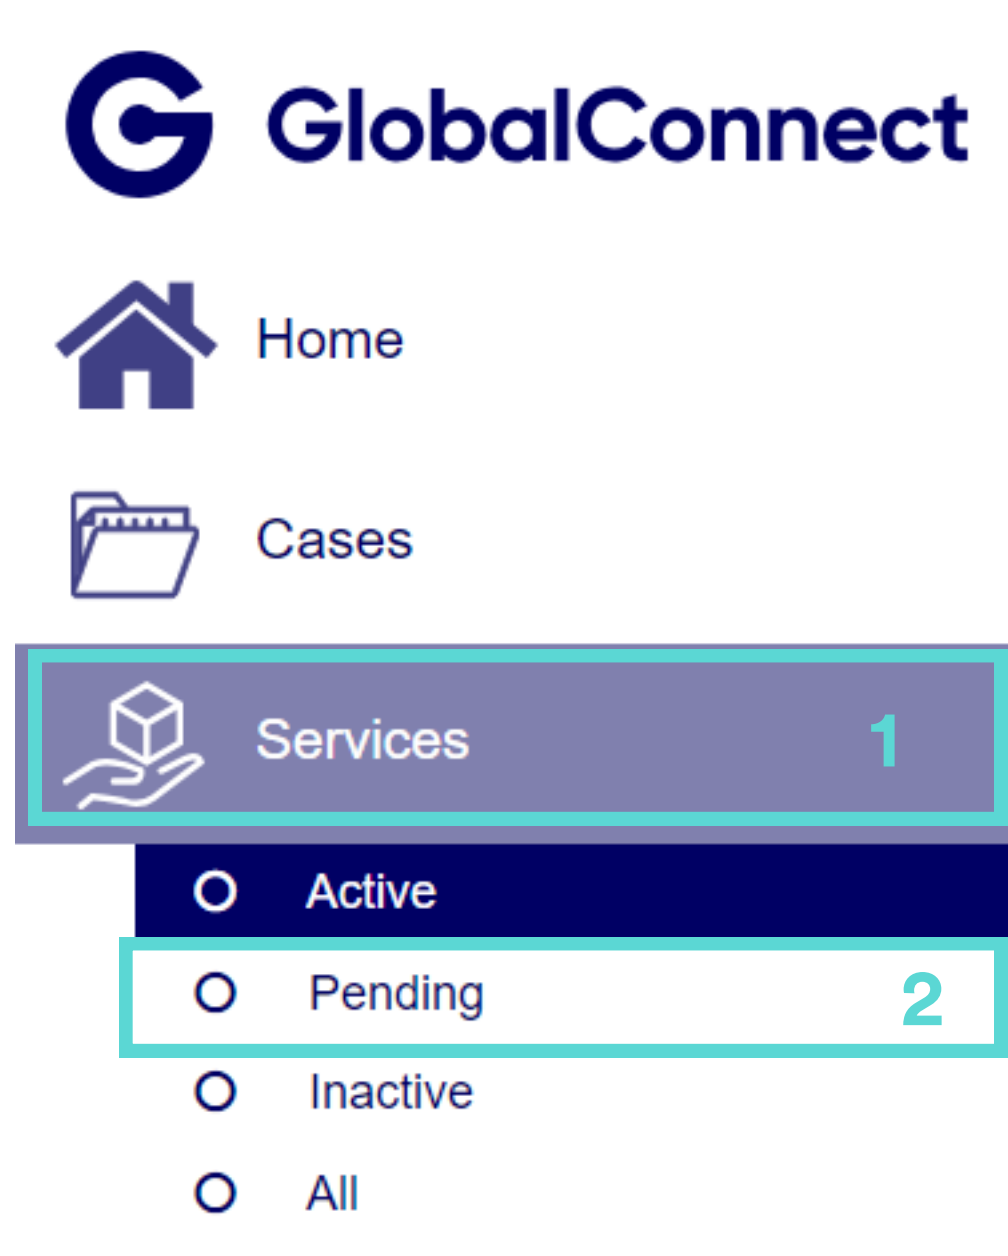 GlobalConnect
Home
Cases
Services 1
Active
Pending 2
Inactive
All